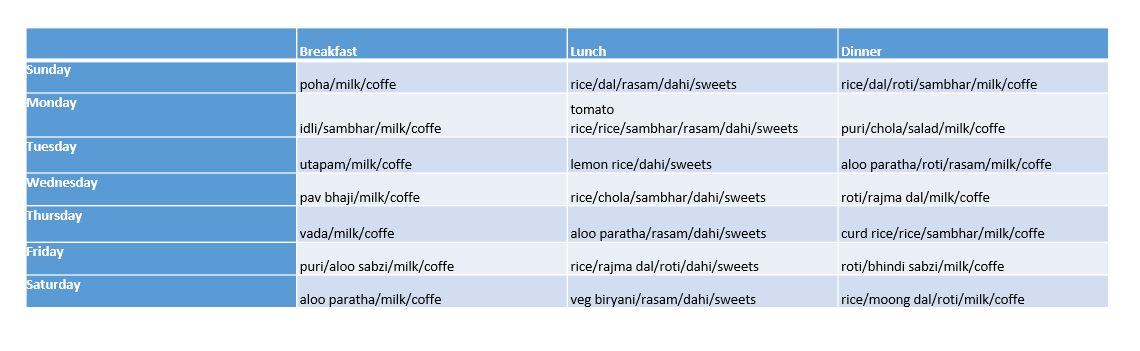 Breakfast Lunch Dinner
Sunday
poha/milk/coffe rice/dal/rasam/dahi/sweets rice/dal/roti/sambhar/milk/coffe
Monday
tomato
idli/sambhar/milk/coffe rice/rice/sambhar/rasam/dahi/sweets puri/chola/salad/milk/coffe
Tuesday
utapam/milk/coffe lemon rice/dahi/sweets aloo paratha/roti/rasam/milk/coffe
Wednesday
pav bhaji/milk/coffe rice/chola/sambhar/dahi/sweets roti/rajma dal/milk/coffe
Thursday
vada/milk/coffe aloo paratha/rasam/dahi/sweets curd rice/rice/sambhar/milk/coffe
Friday
puri/aloo sabzi/milk/coffe rice/rajma dal/roti/dahi/sweets roti/bhindi sabzi/milk/coffe
Saturday
aloo paratha/milk/coffe veg biryani/rasam/dahi/sweets rice/moong dal/roti/milk/coffe